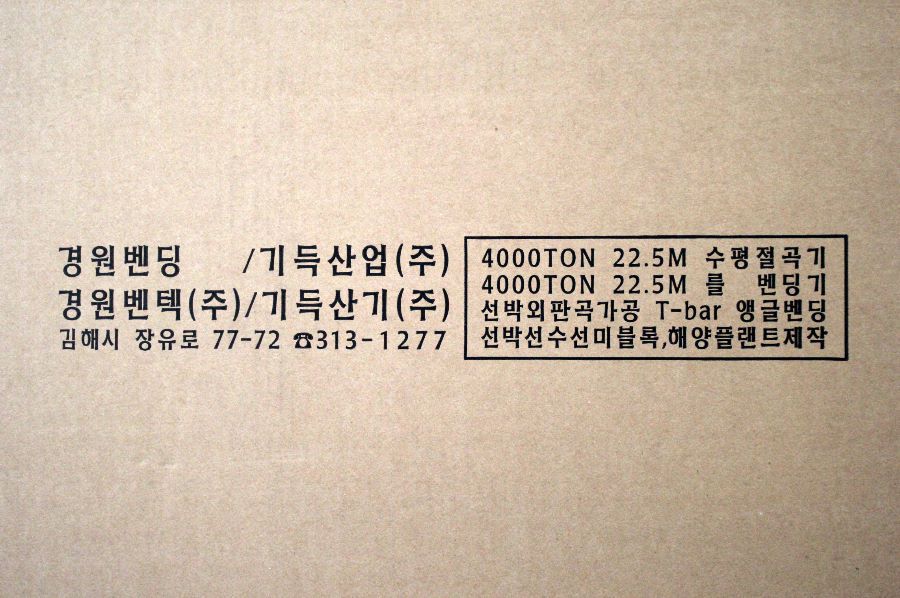 경원벤딩 /기득산업(주)
경원벤텍(주)/기득산기(주)
김해시 장유로 77-72 ☎313-1277
4000TON 22.5M 수평절곡기
4000TON 22.5M 를 벤딩기
선박외판곡가공 T-bar 앵글벤딩
선박선수선미블록,해양플랜트제작